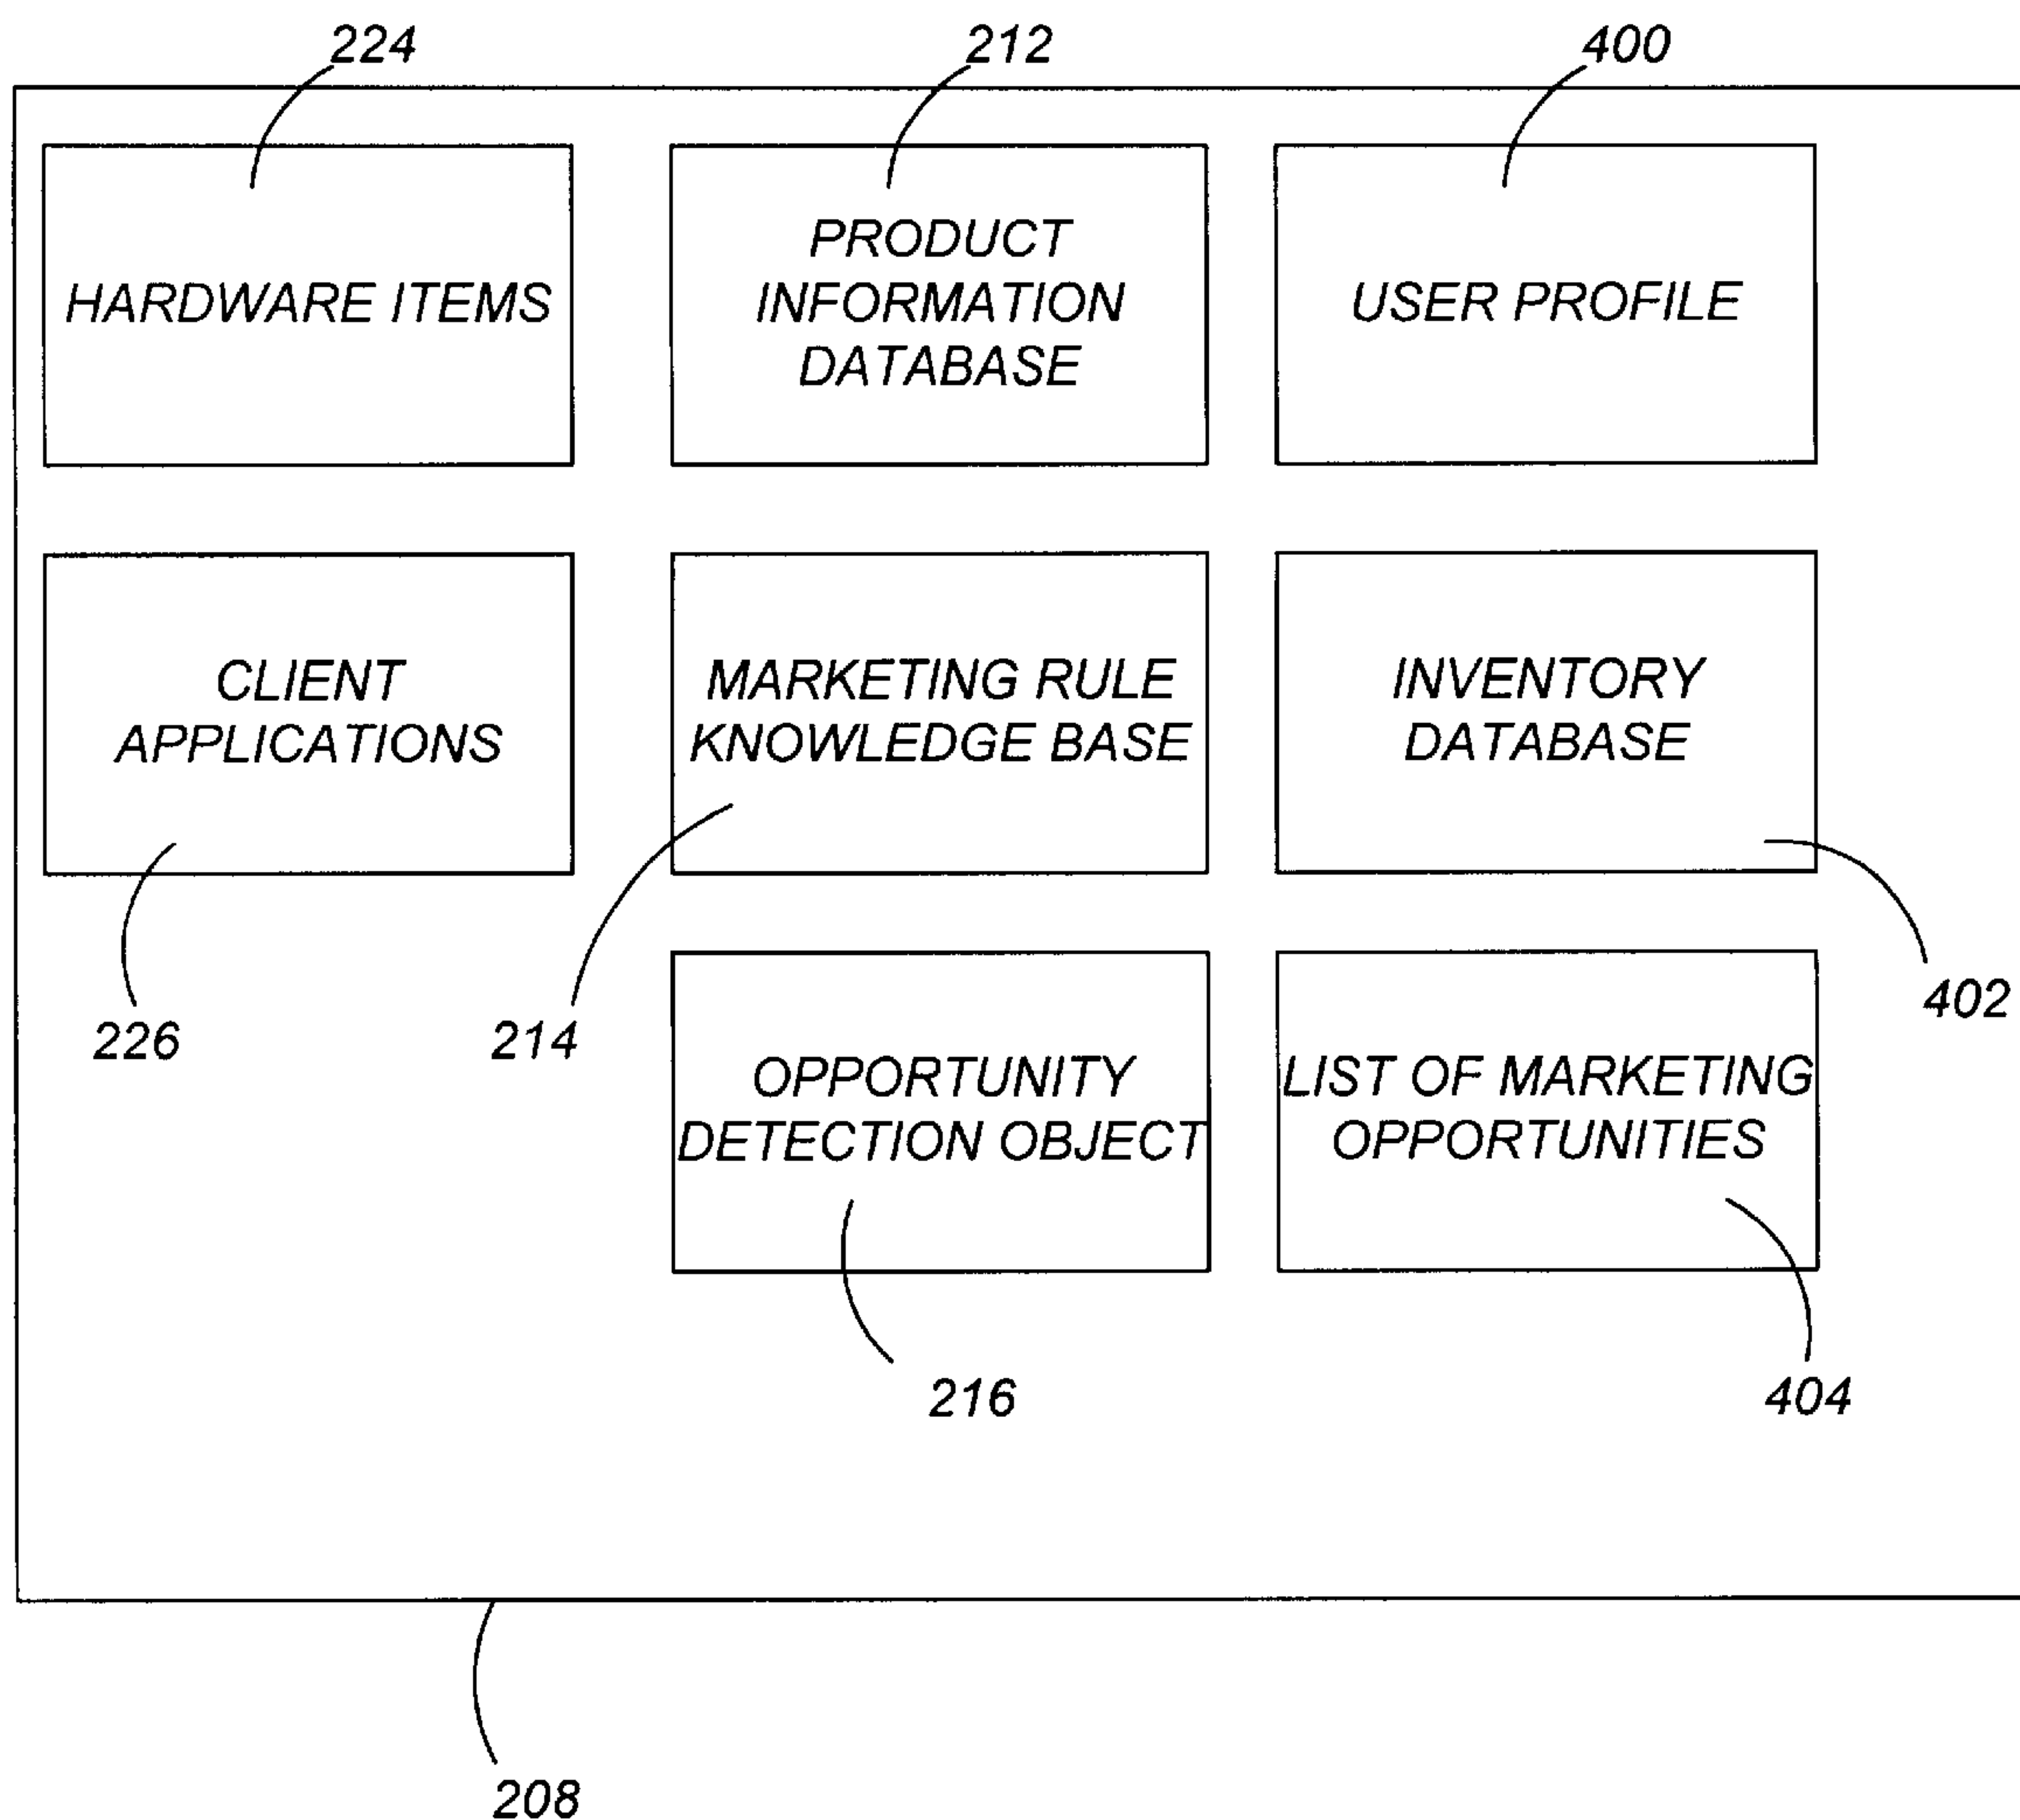 224
212
400
HARDWARE ITEMS
PRODUCT
INFORMATION
DATABASE
USER PROFILE
CLIENT
APPLICATIONS
MARKETING RULE
KNOWLEDGE BASE
INVENTORY
DATABASE
226
214
402
OPPORTUNITY
DETECTION OBJECT
LIST OF MARKETING
OPPORTUNITIES
216
404
208